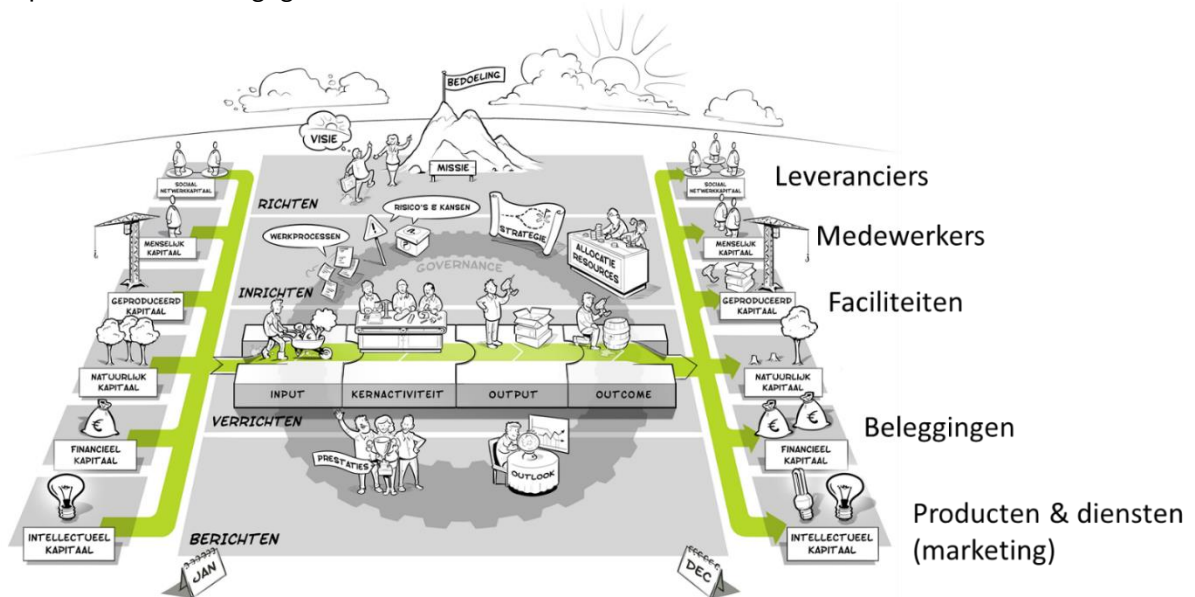 BEDOELING
VISIE
MISSIE
RICHTEN
SOCIAAL
NETWERKKAPITAAL
SOCIAAL
NETWERKKAPITAAL
Leveranciers
RISICO'S & KANSEN
WERKPROCESSEN
STRATEGIE
ALLOCATIE
RESOURCES
GOVERNANCE
INRICHTEN
MENSELIJK
KAPITAAL
MENSELIJK
KAPITAAL
Medewerkers
GEPRODUCEERD
KAPITAAL
GEPRODUCEERD
KAPITAAL
Faciliteiten
INPUT
KERNACTIVITEIT
OUTPUT
OUTCOME
VERRICHTEN
NATUURLIJK
KAPITAAL
NATUURLIJK
KAPITAAL
€
FINANCIEEL
KAPITAAL
€ €
FINANCIEEL
KAPITAAL
Beleggingen
PRESTATIES
OUTLOOK
BERICHTEN
INTELLECTUEEL
KAPITAAL
INTELLECTUEEL
KAPITAAL
Producten & diensten
(marketing)
JAN
DEC